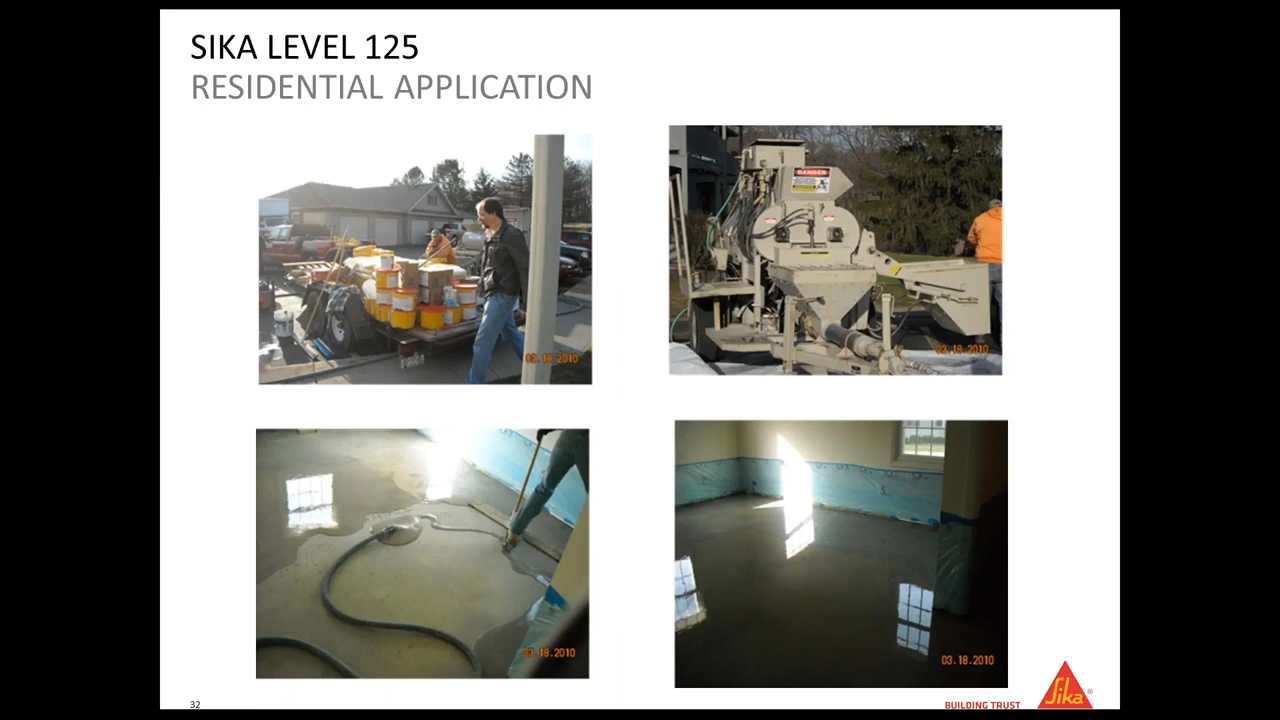 SIKA LEVEL 125
RESIDENTIAL APPLICATION
03.18.2010
DANGER
03.18.2010
03.18.2010
03.18.2010
32
BUILDING TRUST
Sika®